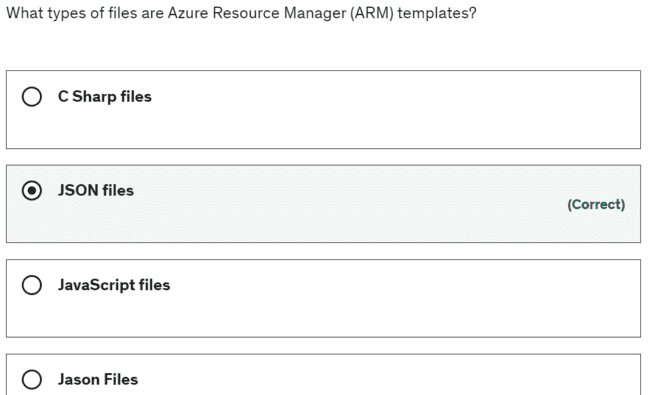 What types of files are Azure Resource Manager (ARM) templates?
C Sharp files
JSON files
(Correct)
JavaScript files
Jason Files